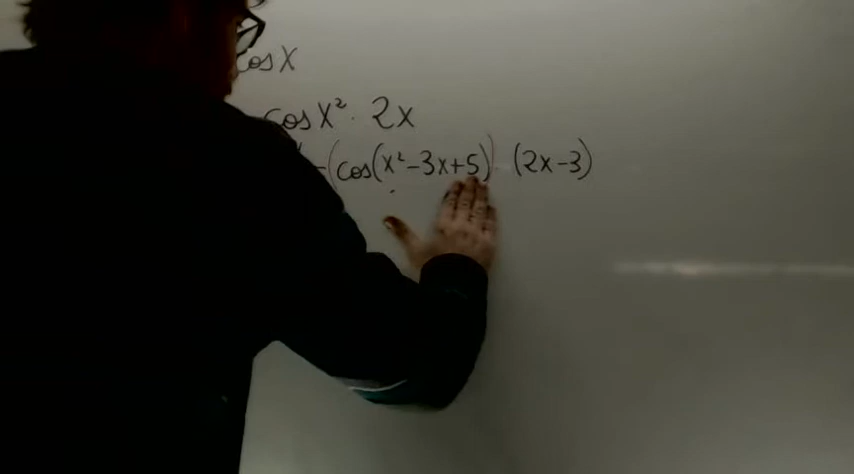 cos x
cos x² · 2x
= (cos(x²-3x+5)) · (2x-3)